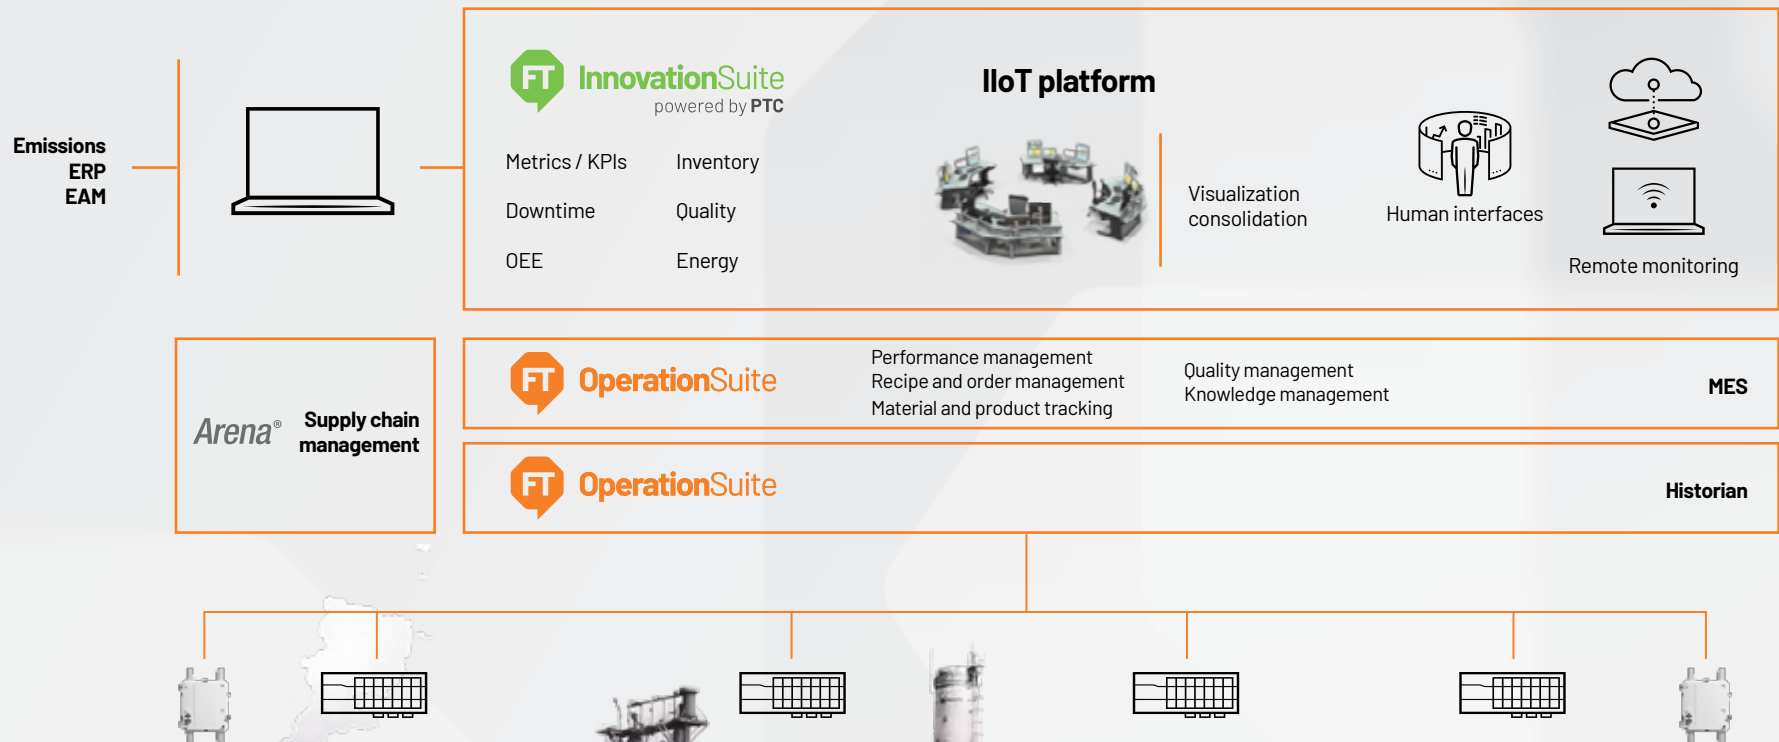 FT InnovationSuite
powered by PTC
IIoT platform
Emissions
ERP
EAM
Metrics / KPIs
Inventory
Downtime
Quality
OEE
Energy
Visualization
consolidation
Human interfaces
Remote monitoring
Arena® Supply chain
management
FT OperationSuite
Performance management
Recipe and order management
Material and product tracking
Quality management
Knowledge management
MES
FT OperationSuite
Historian